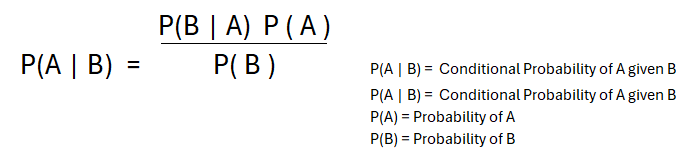 P(B | A) P ( A )
P(A | B) =
P( B )
P(A | B) = Conditional Probability of A given B
P(A | B) = Conditional Probability of A given B
P(A) = Probability of A
P(B) = Probability of B